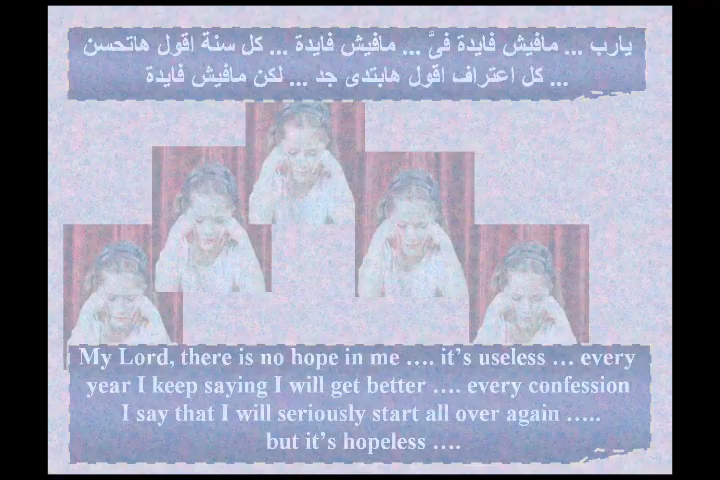 يارب ... مافيش فايدة فىَّ ... مافيش فايدة ... كل سنة اقول هاتحسن
... كل اعتراف اقول هابتدى جد ... لكن مافيش فايدة
My Lord, there is no hope in me …. it’s useless … every
year I keep saying I will get better …. every confession
I say that I will seriously start all over again …..
but it’s hopeless ….